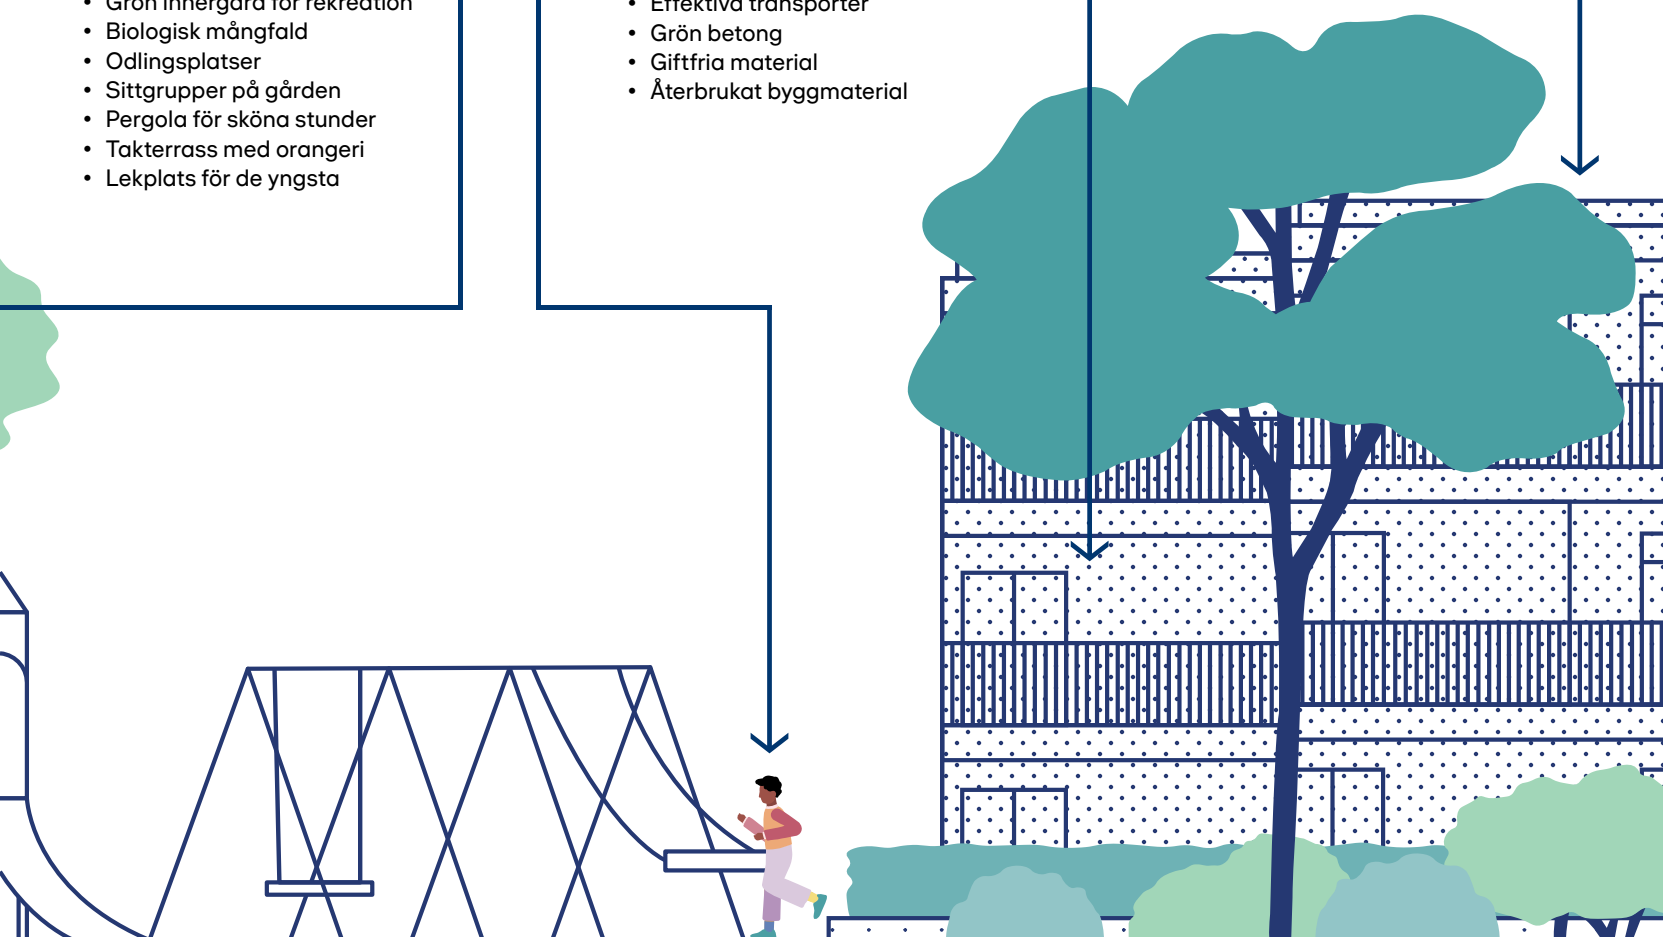 Grön innergård för rekreation
Biologisk mångfald
Odlingsplatser
Sittgrupper på gården
Pergola för sköna stunder
Takterrass med orangeri
Lekplats för de yngsta
Effektiva transporter
Grön betong
Giftfria material
Återbrukat byggmaterial